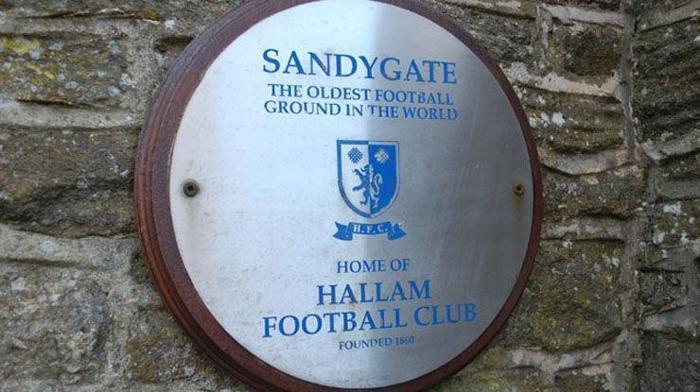 SANDYGATE
THE OLDEST FOOTBALL
GROUND IN THE WORLD
H.F.C.
HOME OF
HALLAM
FOOTBALL CLUB
FOUNDED 1860